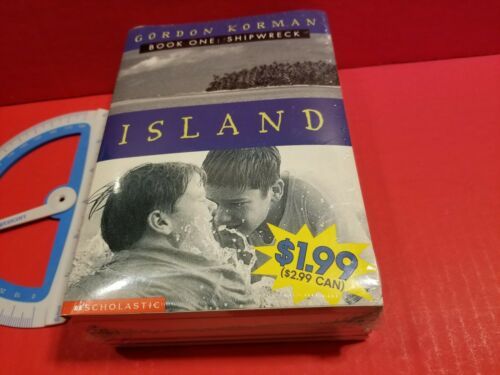 GORDON KORMAN
BOOK ONE: SHIPWRECK
ISLAND
$1.99
($2.99 CAN)
SCHOLASTIC